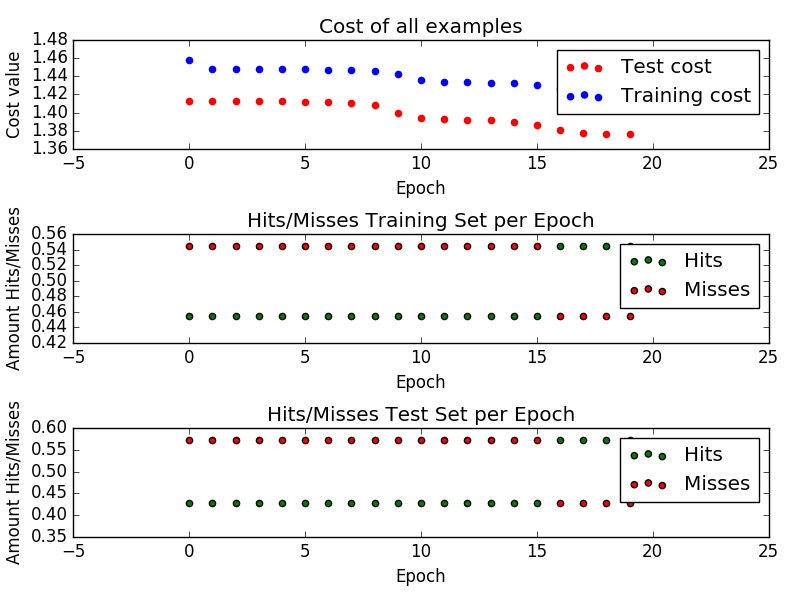 Cost of all examples
Cost value
1.48
1.46
1.44
1.42
1.40
1.38
1.36
Test cost
Training cost
−5 0 5 10 15 20 25
Epoch
Hits/Misses Training Set per Epoch
Amount Hits/Misses
0.56
0.54
0.52
0.50
0.48
0.46
0.44
0.42
Hits
Misses
−5 0 5 10 15 20 25
Epoch
Hits/Misses Test Set per Epoch
Amount Hits/Misses
0.60
0.55
0.50
0.45
0.40
0.35
Hits
Misses
−5 0 5 10 15 20 25
Epoch